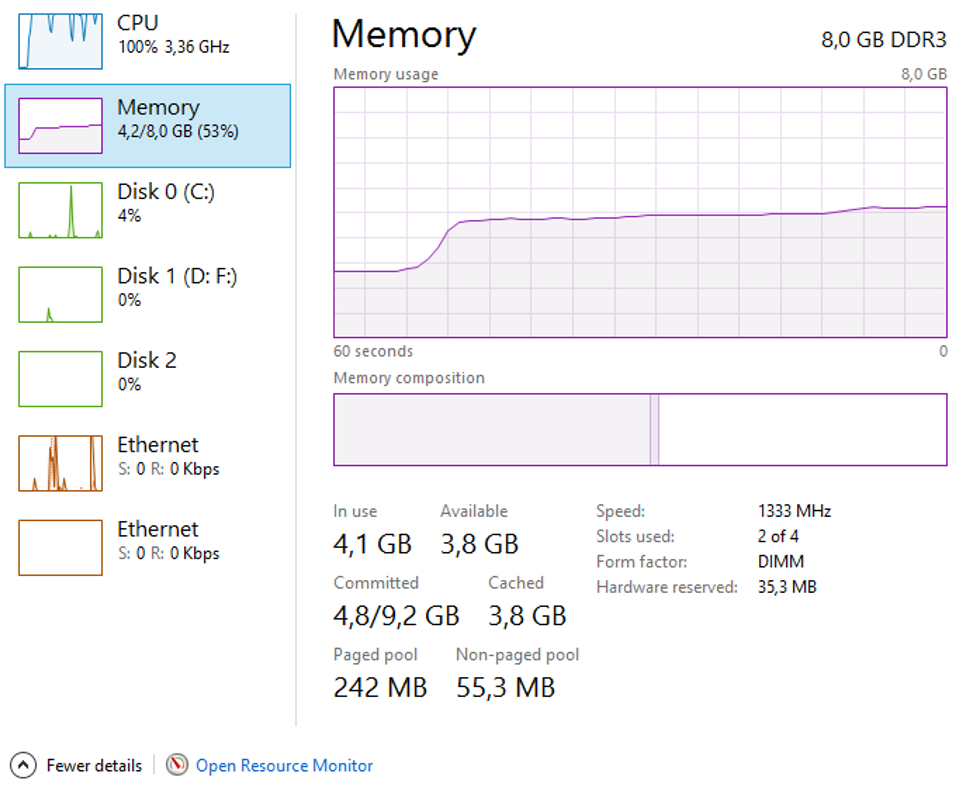 CPU
100% 3,36 GHz
Memory
4,2/8,0 GB (53%)
Disk 0 (C:)
4%
Disk 1 (D: F:)
0%
Disk 2
0%
Ethernet
S: 0 R: 0 Kbps
Ethernet
S: 0 R: 0 Kbps
Memory
8,0 GB DDR3
Memory usage
8,0 GB
60 seconds
0
Memory composition
In use
Available
4,1 GB
3,8 GB
Committed
Cached
4,8/9,2 GB
3,8 GB
Paged pool
Non-paged pool
242 MB
55,3 MB
Speed: 1333 MHz
Slots used: 2 of 4
Form factor: DIMM
Hardware reserved: 35,3 MB
Fewer details
Open Resource Monitor